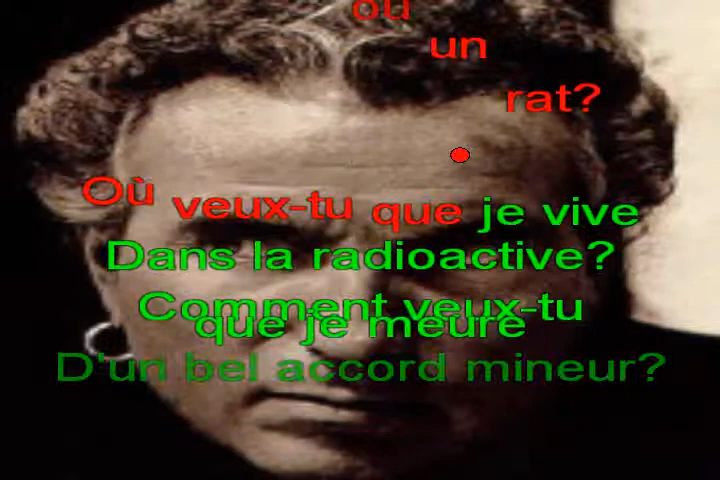 ou
un
rat?
Où veux-tu que je vive
Dans la radioactive?
Comment veux-tu
que je meure
D'un bel accord mineur?